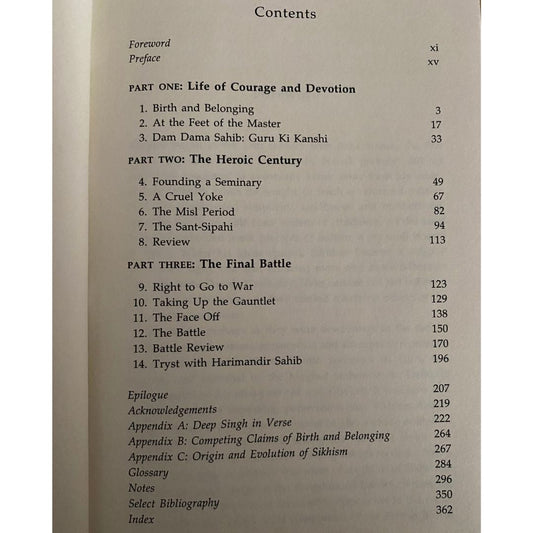 Contents
Foreword xi
Preface xv
PART ONE: Life of Courage and Devotion
1. Birth and Belonging 3
2. At the Feet of the Master 17
3. Dam Dama Sahib: Guru Ki Kanshi 33
PART TWO: The Heroic Century
4. Founding a Seminary 49
5. A Cruel Yoke 67
6. The Misl Period 82
7. The Sant-Sipahi 94
8. Review 113
PART THREE: The Final Battle
9. Right to Go to War 123
10. Taking Up the Gauntlet 129
11. The Face Off 138
12. The Battle 150
13. Battle Review 170
14. Tryst with Harimandir Sahib 196
Epilogue 207
Acknowledgements 219
Appendix A: Deep Singh in Verse 222
Appendix B: Competing Claims of Birth and Belonging 264
Appendix C: Origin and Evolution of Sikhism 267
Glossary 284
Notes 296
Select Bibliography 350
Index 362